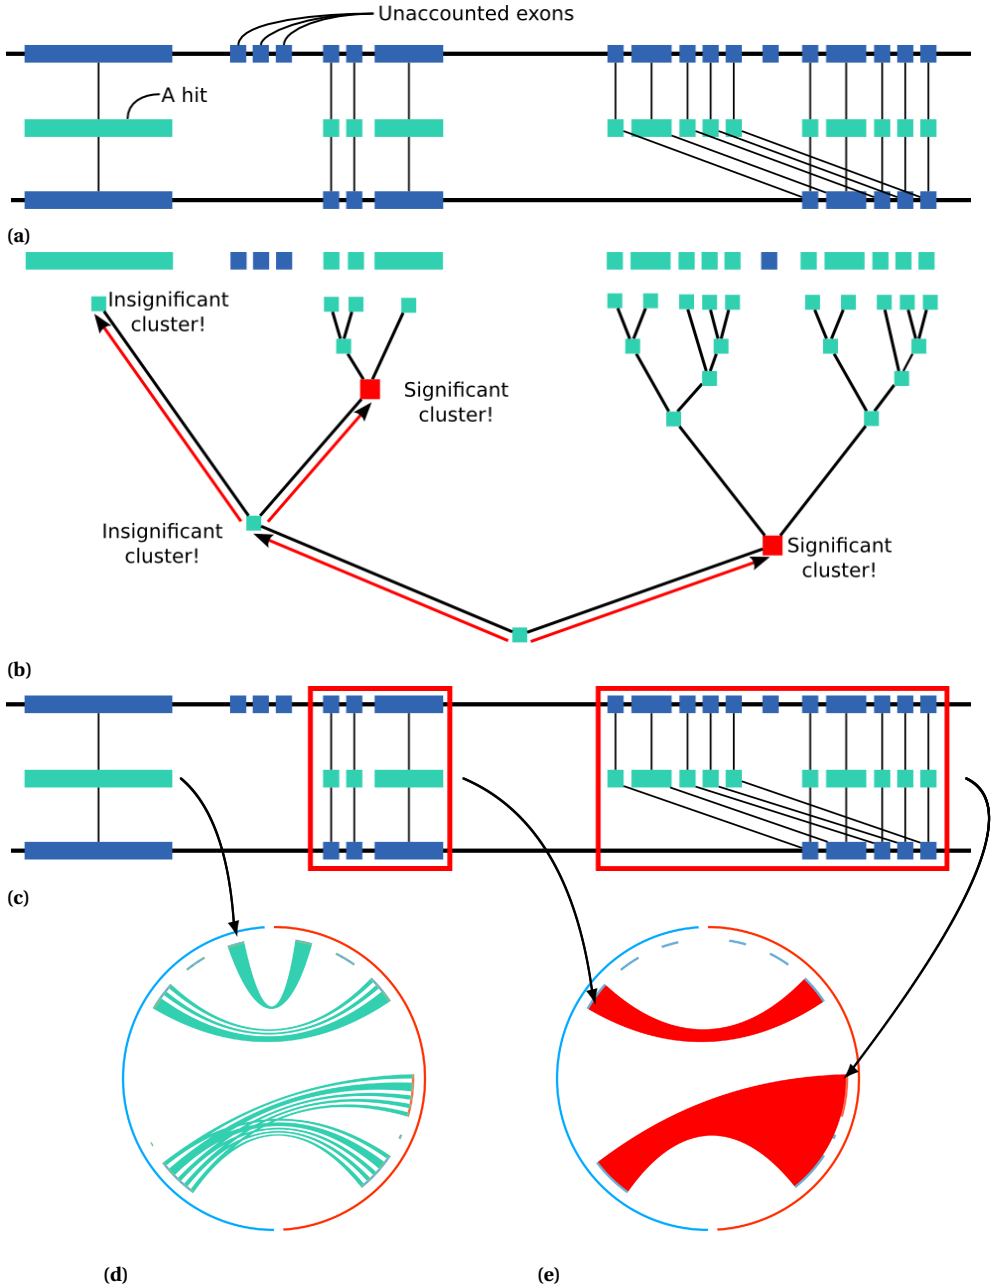 Unaccounted exons
A hit
(a)
Insignificant
cluster!
Significant
cluster!
Insignificant
cluster!
Significant
cluster!
(b)
(c)
(d)
(e)